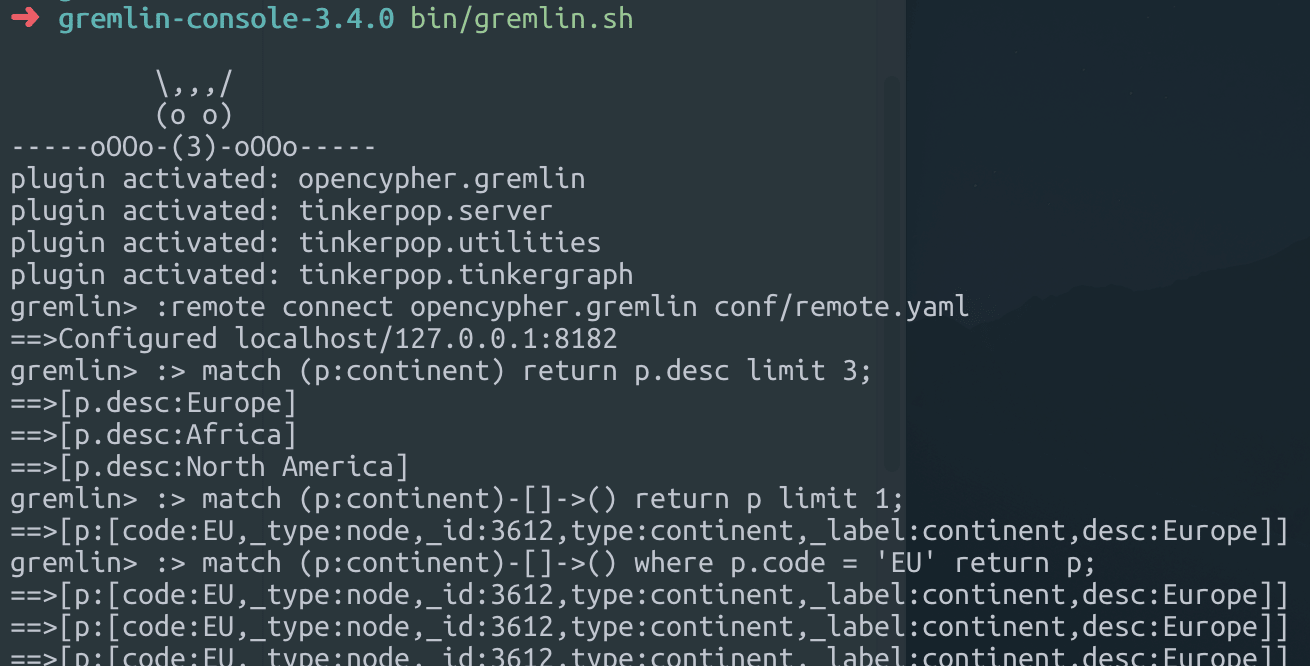 ➜ gremlin-console-3.4.0 bin/gremlin.sh
         \,,,/
         (o o)
-----oOOo-(3)-oOOo-----
plugin activated: opencypher.gremlin
plugin activated: tinkerpop.server
plugin activated: tinkerpop.utilities
plugin activated: tinkerpop.tinkergraph
gremlin> :remote connect opencypher.gremlin conf/remote.yaml
==>Configured localhost/127.0.0.1:8182
gremlin> :> match (p:continent) return p.desc limit 3;
==>[p.desc:Europe]
==>[p.desc:Africa]
==>[p.desc:North America]
gremlin> :> match (p:continent)-[]->() return p limit 1;
==>[p:[code:EU,_type:node,_id:3612,type:continent,_label:continent,desc:Europe]]
gremlin> :> match (p:continent)-[]->() where p.code = 'EU' return p;
==>[p:[code:EU,_type:node,_id:3612,type:continent,_label:continent,desc:Europe]]
==>[p:[code:EU,_type:node,_id:3612,type:continent,_label:continent,desc:Europe]]
==>[p:[code:EU,_type:node,_id:3612,type:continent,_label:continent,desc:Europe]]